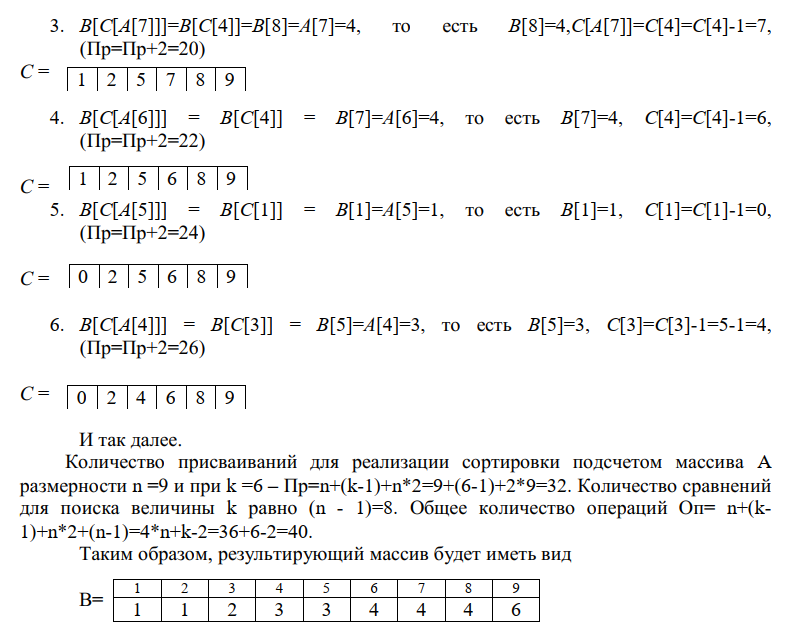 3. B[C[A[7]]]=B[C[4]]=B[8]=A[7]=4, то есть B[8]=4,C[A[7]]=C[4]=C[4]-1=7,
(Пр=Пр+2=20)
C = 1 2 5 7 8 9
4. B[C[A[6]]] = B[C[4]] = B[7]=A[6]=4, то есть B[7]=4, C[4]=C[4]-1=6,
(Пр=Пр+2=22)
C = 1 2 5 6 8 9
5. B[C[A[5]]] = B[C[1]] = B[1]=A[5]=1, то есть B[1]=1, C[1]=C[1]-1=0,
(Пр=Пр+2=24)
C = 0 2 5 6 8 9
6. B[C[A[4]]] = B[C[3]] = B[5]=A[4]=3, то есть B[5]=3, C[3]=C[3]-1=5-1=4,
(Пр=Пр+2=26)
C = 0 2 4 6 8 9
И так далее.
Количество присваиваний для реализации сортировки подсчетом массива А
размерности n =9 и при k =6 – Пр=n+(k-1)+n*2=9+(6-1)+2*9=32. Количество сравнений
для поиска величины k равно (n - 1)=8. Общее количество операций Оп= n+(k-
1)+n*2+(n-1)=4*n+k-2=36+6-2=40.
Таким образом, результирующий массив будет иметь вид
1 2 3 4 5 6 7 8 9
B= 1 1 2 3 3 4 4 4 6